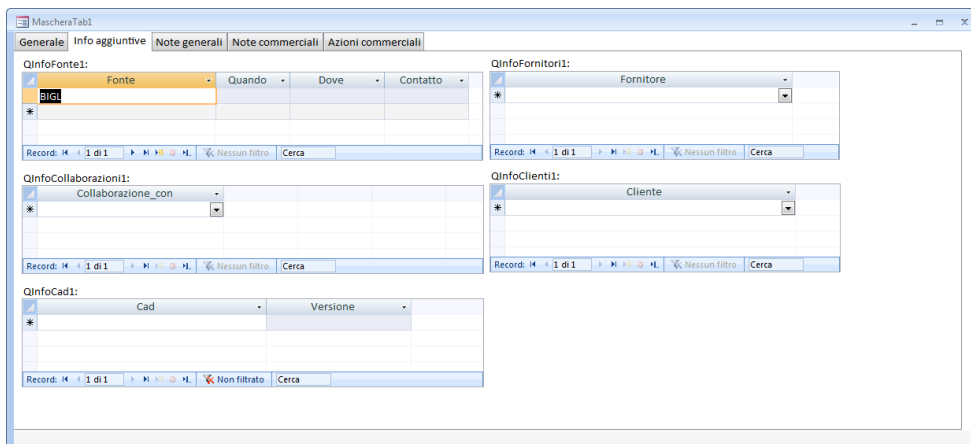 MascheraTab1
Generale Info aggiuntive Note generali Note commerciali Azioni commerciali
QInfoFonte1:
Fonte Quando Dove Contatto
BIGL
Record: 1 di 1 Nessun filtro Cerca
QInfoFornitori1:
Fornitore
Record: 1 di 1 Nessun filtro Cerca
QInfoCollaborazioni1:
Collaborazione_con
Record: 1 di 1 Nessun filtro Cerca
QInfoClienti1:
Cliente
Record: 1 di 1 Nessun filtro Cerca
QInfoCad1:
Cad Versione
Record: 1 di 1 Non filtrato Cerca